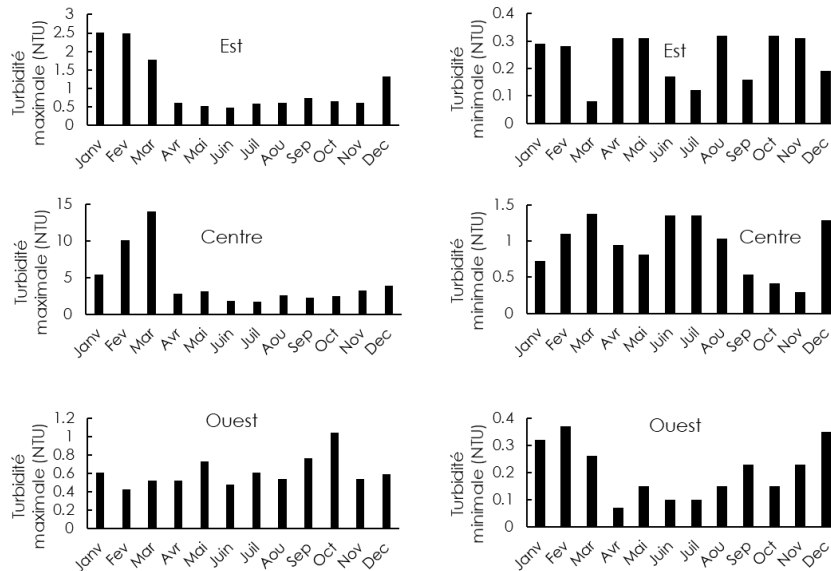 Turbidité
maximale (NTU)
3
2.5
2
1.5
1
0.5
0
Est
Janv Fev Mar Avr Mai Juin Juil Aou Sep Oct Nov Dec
Turbidité
minimale (NTU)
0.4
0.3
0.2
0.1
0
Est
Janv Fev Mar Avr Mai Juin Juil Aou Sep Oct Nov Dec
Turbidité
maximale (NTU)
15
10
5
0
Centre
Janv Fev Mar Avr Mai Juin Juil Aou Sep Oct Nov Dec
Turbidité
minimale (NTU)
1.5
1
0.5
0
Centre
Janv Fev Mar Avr Mai Juin Juil Aou Sep Oct Nov Dec
Turbidité
maximale (NTU)
1.2
1
0.8
0.6
0.4
0.2
0
Ouest
Janv Fev Mar Avr Mai Juin Juil Aou Sep Oct Nov Dec
Turbidité
minimale (NTU)
0.4
0.3
0.2
0.1
0
Ouest
Janv Fev Mar Avr Mai Juin Juil Aou Sep Oct Nov Dec